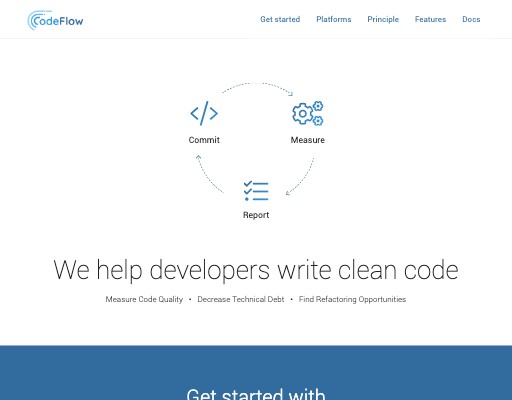 CodeFlow
Get started Platforms Principle Features Docs
Commit Measure
Report
We help developers write clean code
Measure Code Quality • Decrease Technical Debt • Find Refactoring Opportunities
Get started with